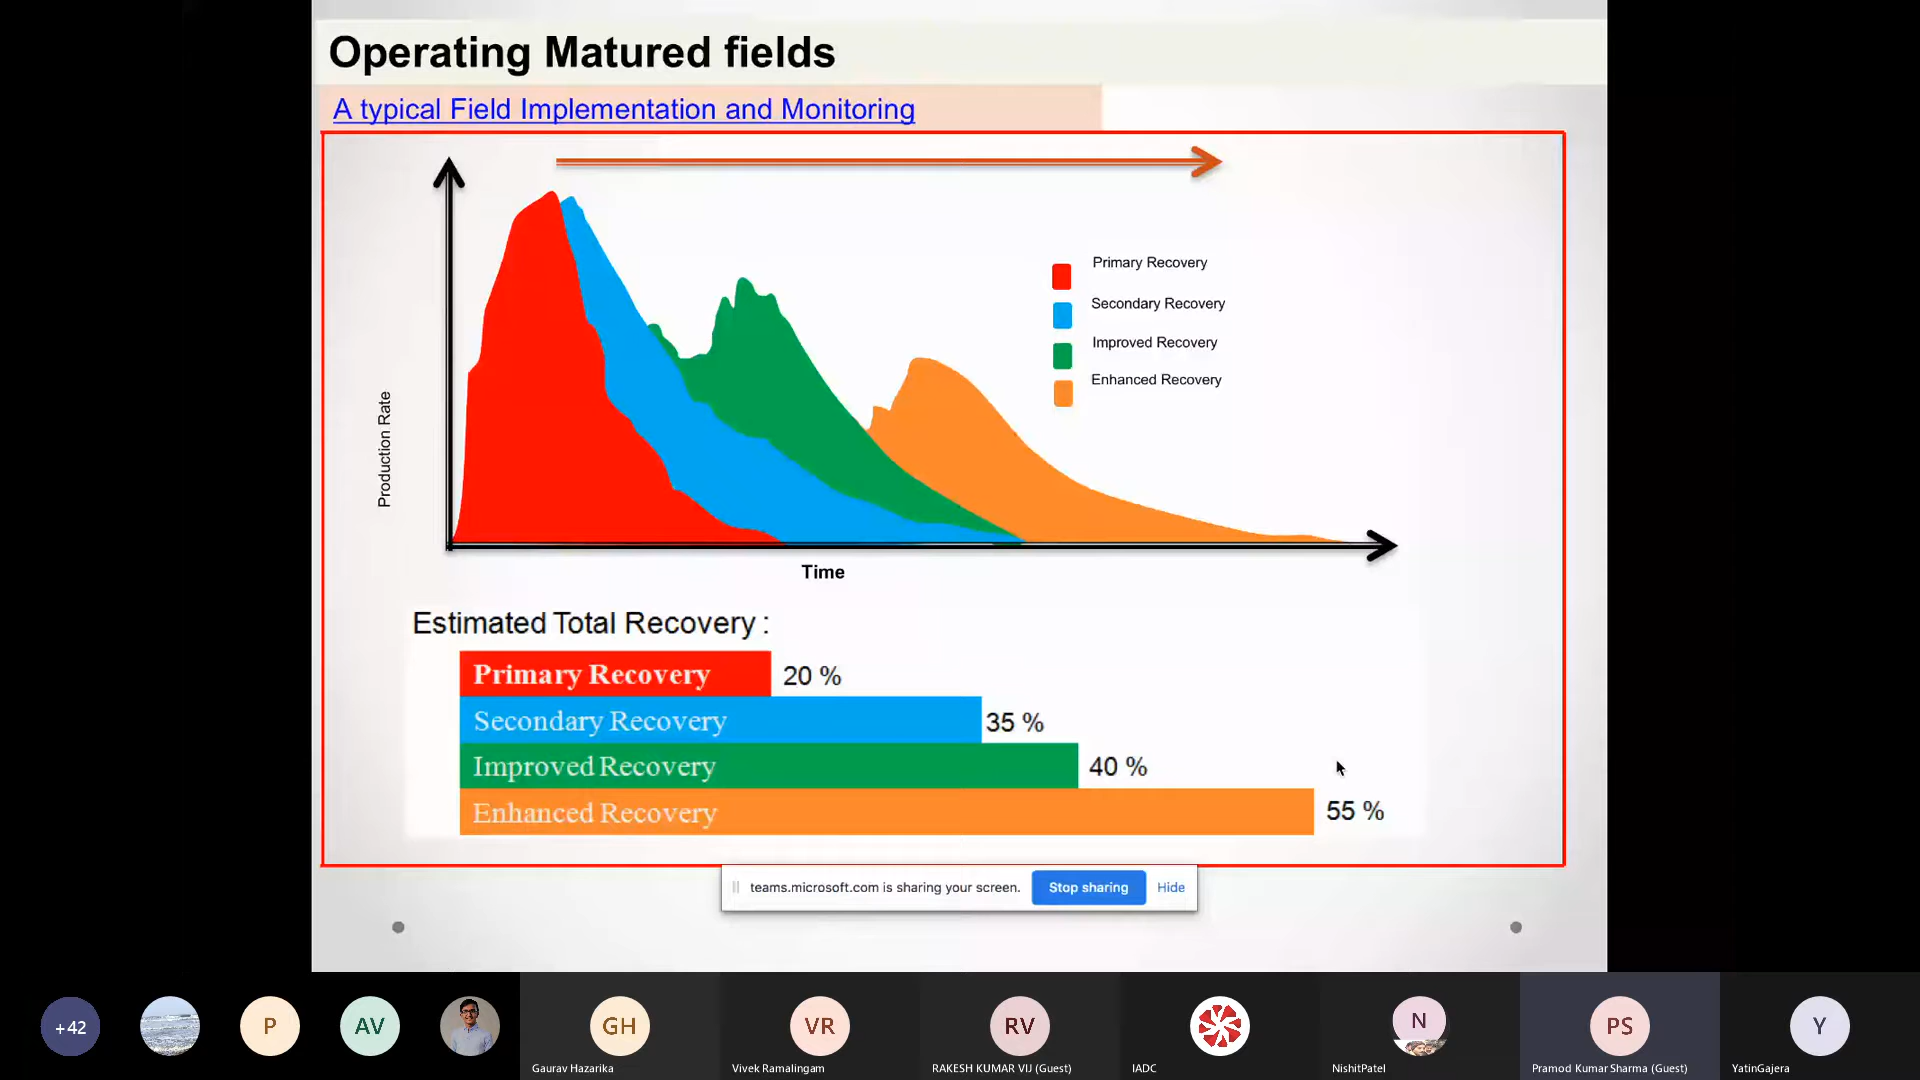 Operating Matured fields
A typical Field Implementation and Monitoring
Primary Recovery
Secondary Recovery
Improved Recovery
Enhanced Recovery
Production Rate
Time
Estimated Total Recovery :
Primary Recovery 20 %
Secondary Recovery 35 %
Improved Recovery 40 %
Enhanced Recovery 55 %
teams.microsoft.com is sharing your screen. Stop sharing Hide
+42 P AV GH VR RV N PS Y
Gaurav Hazarika Vivek Ramalingam RAKESH KUMAR VIJ (Guest) IADC NishitPatel Pramod Kumar Sharma (Guest) YatinGajera